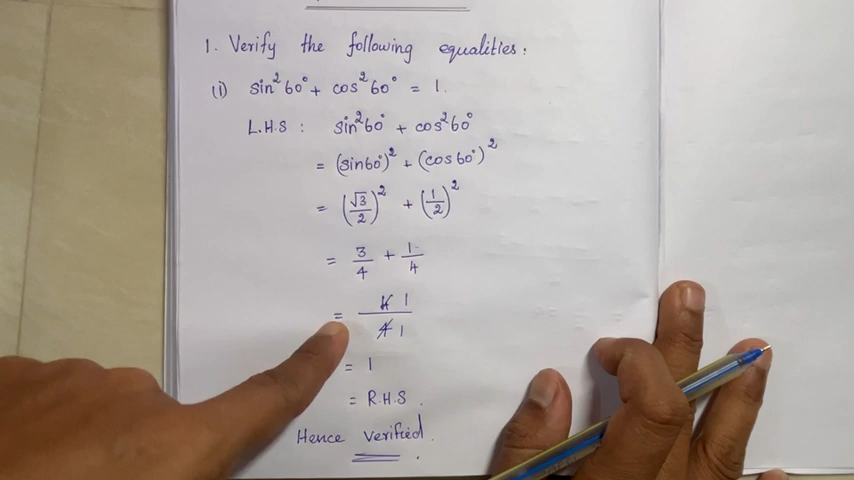 1. Verify the following equalities:
(i) sin²60° + cos²60° = 1.
L.H.S : sin²60° + cos²60°
= (sin60°)² + (cos60°)²
= (√3/2)² + (1/2)²
= 3/4 + 1/4
= 4 1 / 4 1
= 1
= R.H.S.
Hence verified.